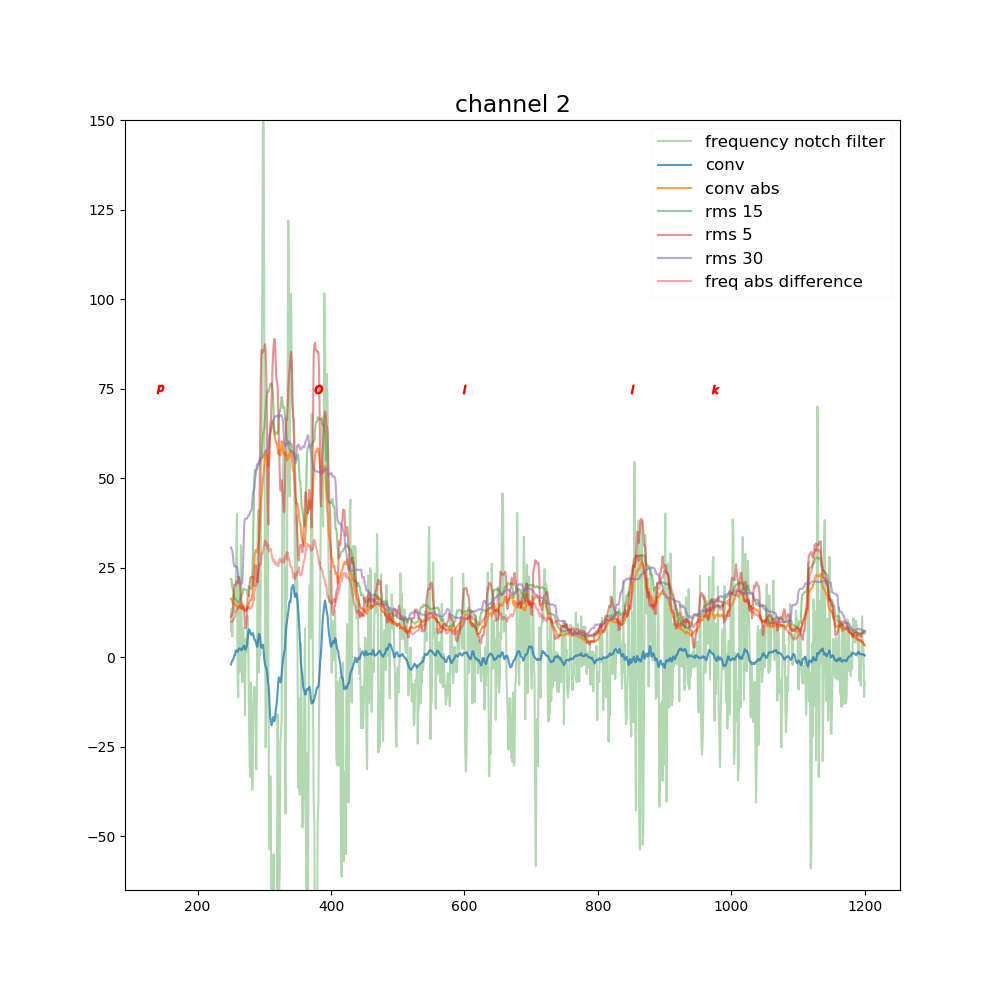 channel 2
150
125
100
75
50
25
0
−25
−50
frequency notch filter
conv
conv abs
rms 15
rms 5
rms 30
freq abs difference
p o l l k
200 400 600 800 1000 1200